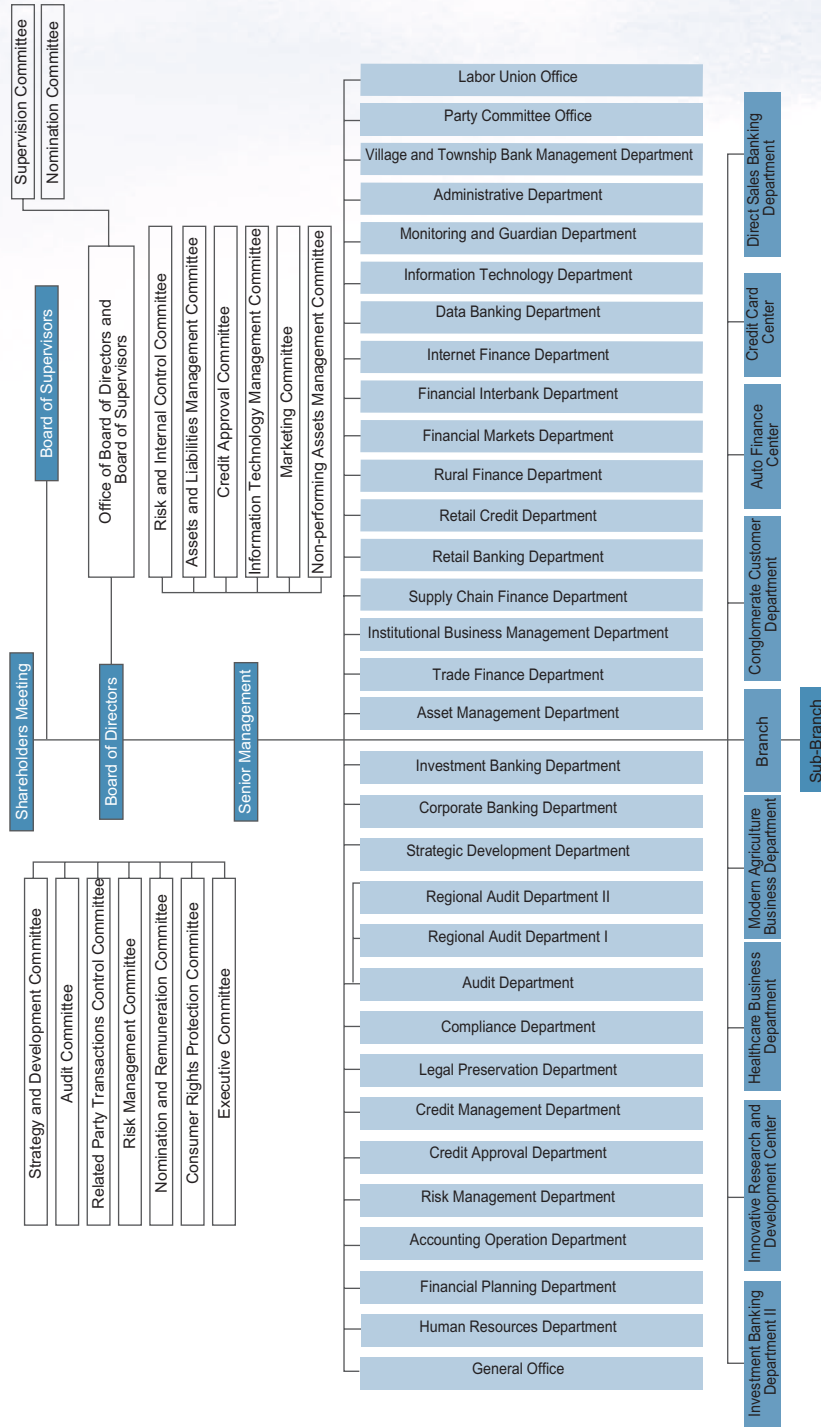 Shareholders Meeting
Board of Supervisors
Board of Directors
Office of Board of Directors and
Board of Supervisors
Supervision Committee
Nomination Committee
Senior Management
Strategy and Development Committee
Audit Committee
Related Party Transactions Control Committee
Risk Management Committee
Nomination and Remuneration Committee
Consumer Rights Protection Committee
Executive Committee
Risk and Internal Control Committee
Assets and Liabilities Management Committee
Credit Approval Committee
Information Technology Management Committee
Marketing Committee
Non-performing Assets Management Committee
Labor Union Office
Party Committee Office
Village and Township Bank Management Department
Administrative Department
Monitoring and Guardian Department
Information Technology Department
Data Banking Department
Internet Finance Department
Financial Interbank Department
Financial Markets Department
Rural Finance Department
Retail Credit Department
Retail Banking Department
Supply Chain Finance Department
Institutional Business Management Department
Trade Finance Department
Asset Management Department
Investment Banking Department
Corporate Banking Department
Strategic Development Department
Regional Audit Department II
Regional Audit Department I
Audit Department
Compliance Department
Legal Preservation Department
Credit Management Department
Credit Approval Department
Risk Management Department
Accounting Operation Department
Financial Planning Department
Human Resources Department
General Office
Direct Sales Banking
Department
Credit Card
Center
Auto Finance
Center
Conglomerate Customer
Department
Branch
Modern Agriculture
Business Department
Healthcare Business
Department
Innovative Research and
Development Center
Investment Banking
Department II
Sub-Branch